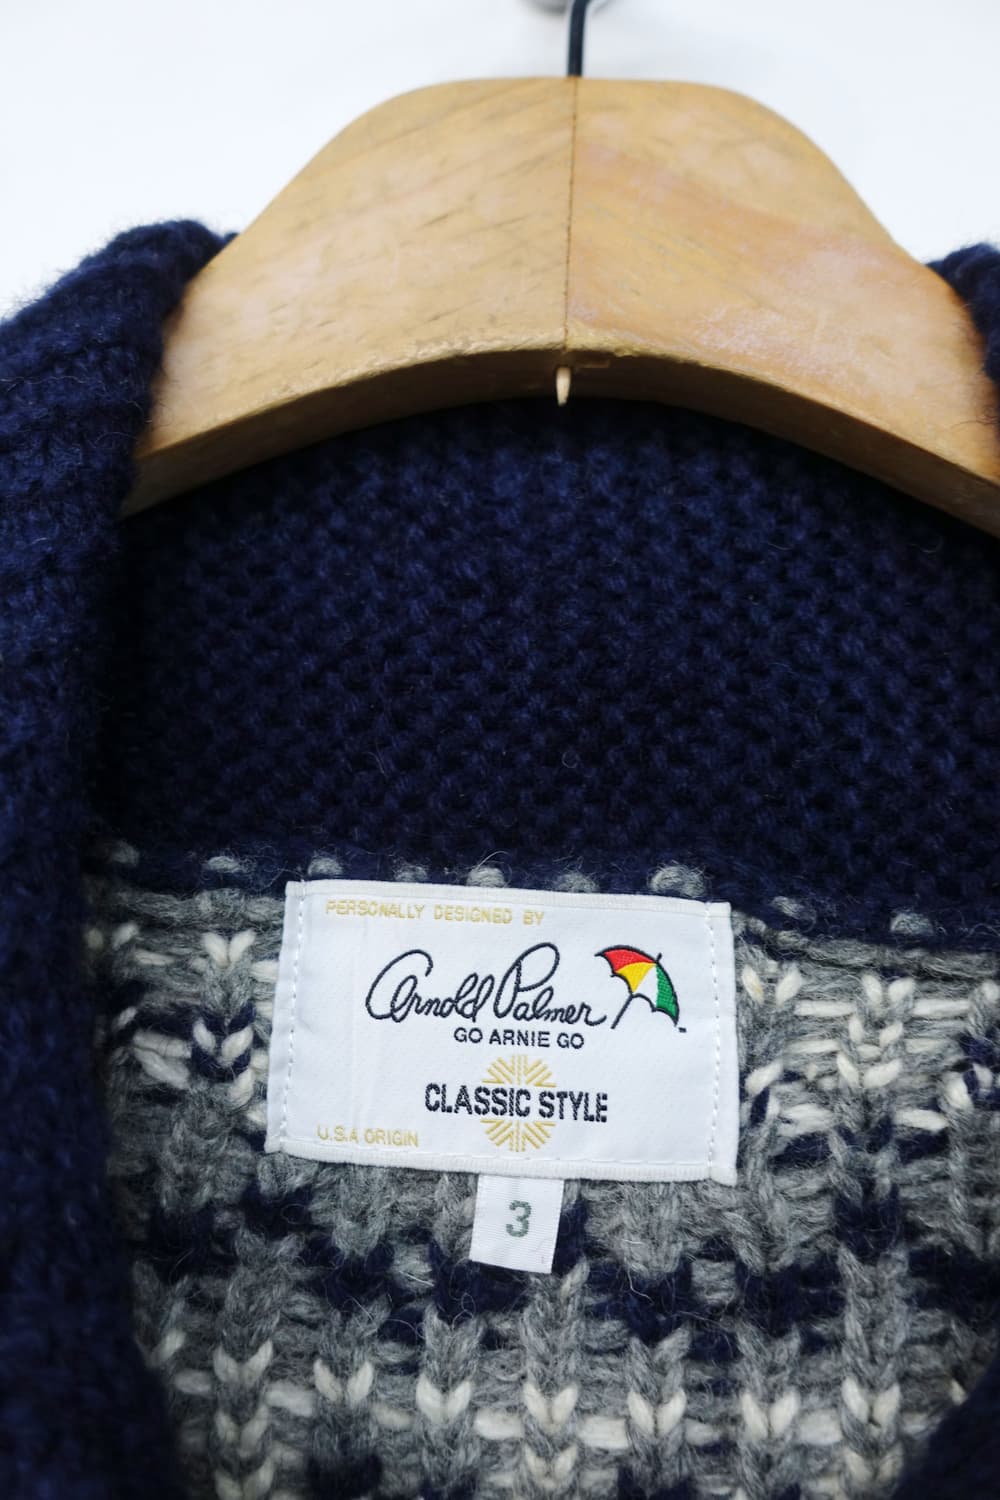 PERSONALLY DESIGNED BY
Arnold Palmer
GO ARNIE GO
CLASSIC STYLE
U.S.A ORIGIN
3